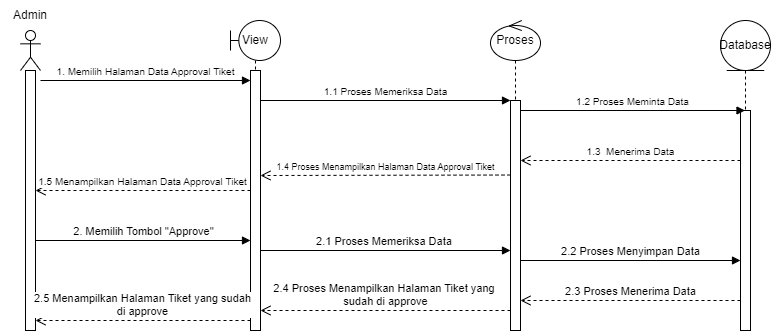 Admin
View
Proses
Database
1. Memilih Halaman Data Approval Tiket
1.1 Proses Memeriksa Data
1.2 Proses Meminta Data
1.3 Menerima Data
1.4 Proses Menampilkan Halaman Data Approval Tiket
1.5 Menampilkan Halaman Data Approval Tiket
2. Memilih Tombol "Approve"
2.1 Proses Memeriksa Data
2.2 Proses Menyimpan Data
2.3 Proses Menerima Data
2.4 Proses Menampilkan Halaman Tiket yang
sudah di approve
2.5 Menampilkan Halaman Tiket yang sudah
di approve